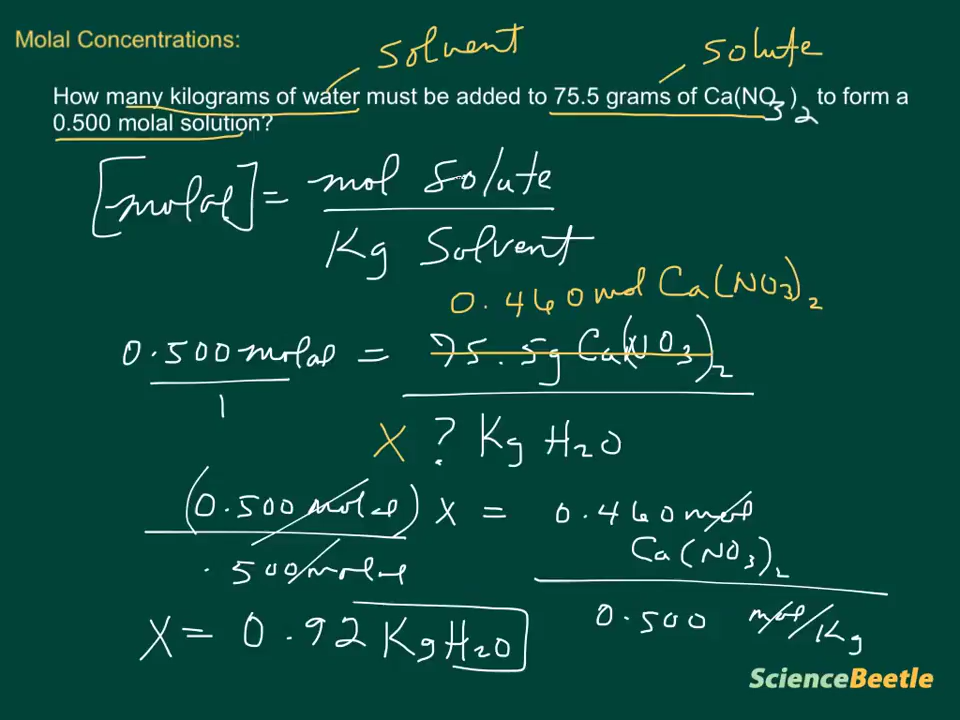 Molal Concentrations:
solvent
solute
How many kilograms of water must be added to 75.5 grams of Ca(NO3)2 to form a
0.500 molal solution?
[molal] = mol Solute
Kg Solvent
0.460 mol Ca(NO3)2
0.500 molal = 75.5g Ca(NO3)2
1
X ? Kg H2O
(0.500 molal) X = 0.460 mol
Ca(NO3)2
.500 molal
0.500 mol/Kg
X = 0.92 Kg H2O
ScienceBeetle